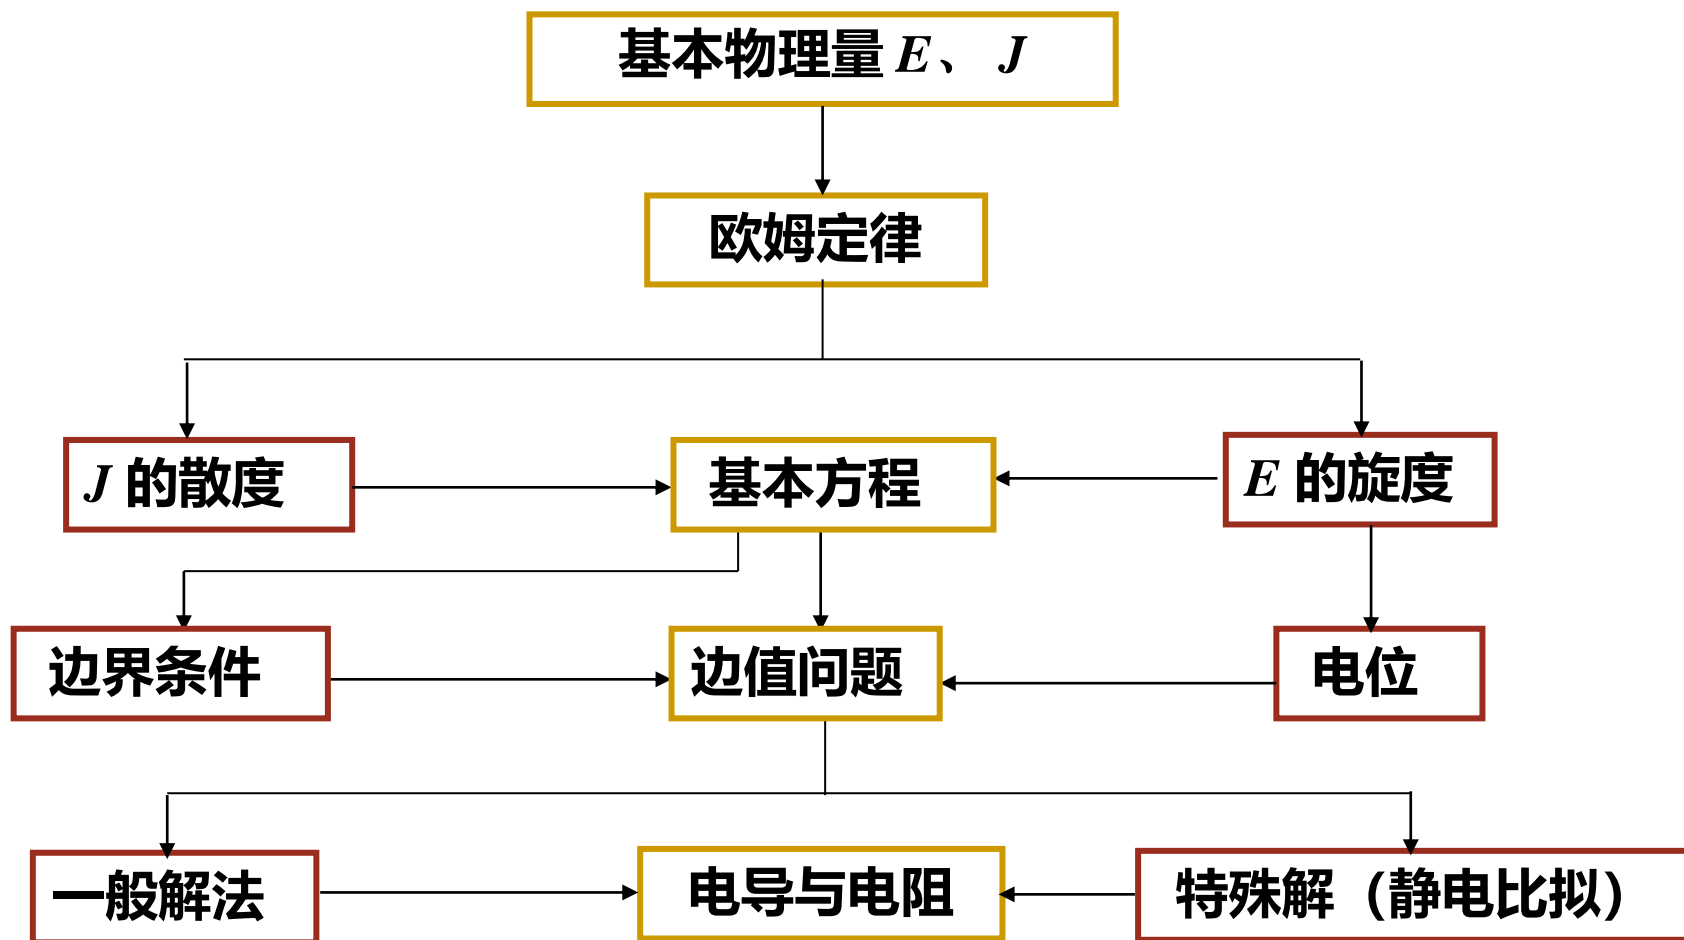 基本物理量 E、 J
欧姆定律
J 的散度
基本方程
E 的旋度
边界条件
边值问题
电位
一般解法
电导与电阻
特殊解（静电比拟）